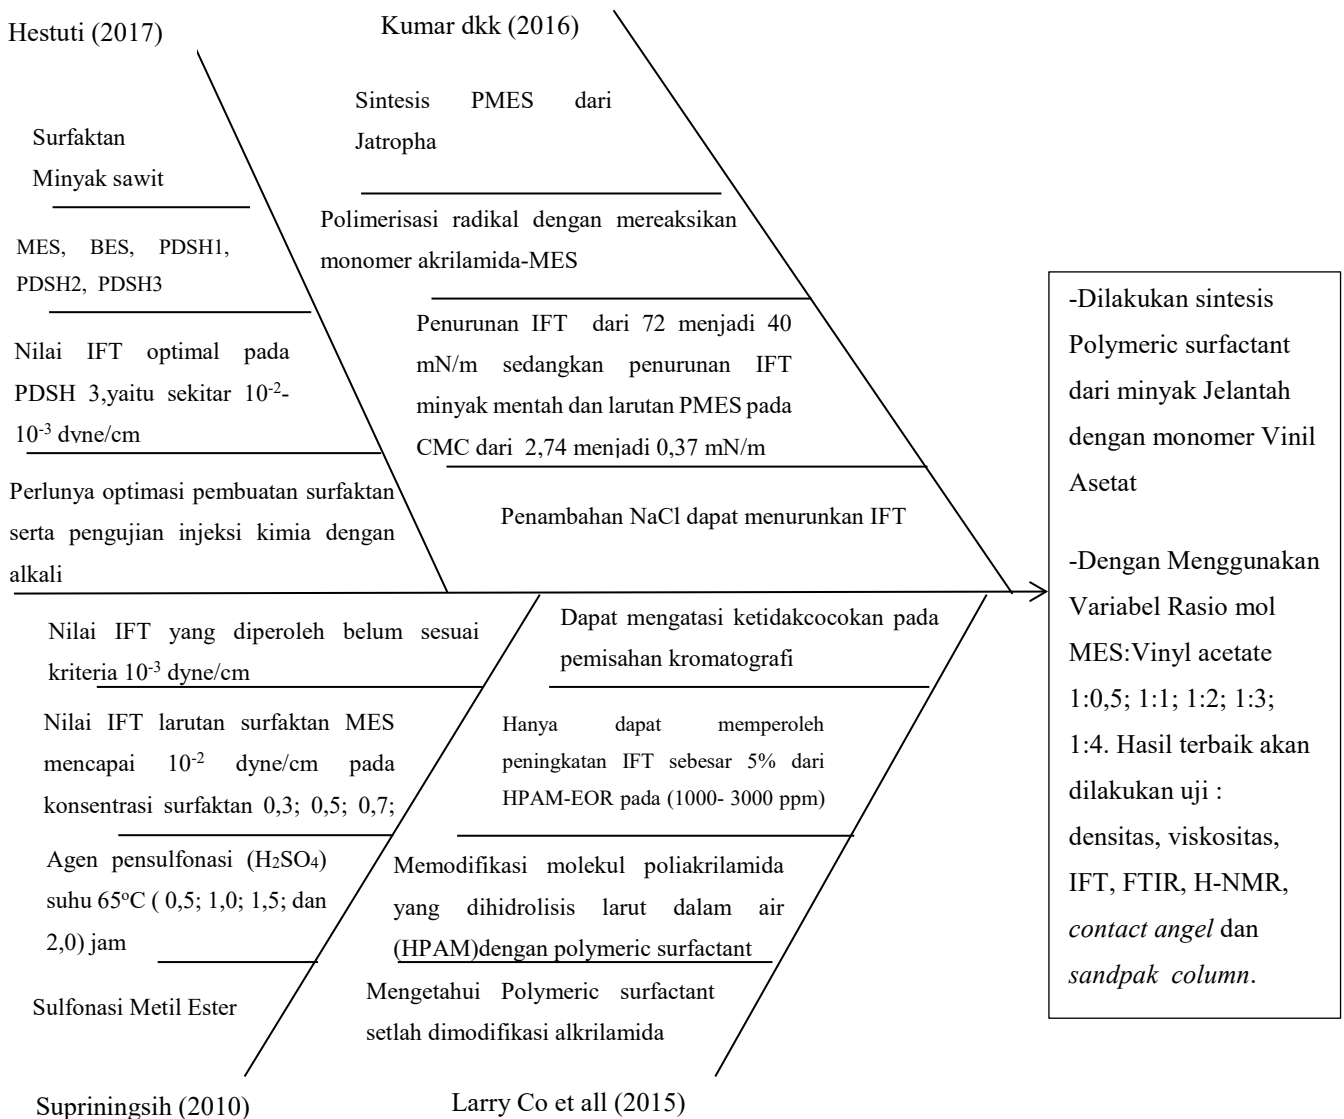 Hestuti (2017)
Surfaktan
Minyak sawit
MES, BES, PDSH1,
PDSH2, PDSH3
Nilai IFT optimal pada
PDSH 3,yaitu sekitar 10⁻²-
10⁻³ dyne/cm
Perlunya optimasi pembuatan surfaktan
serta pengujian injeksi kimia dengan
alkali
Kumar dkk (2016)
Sintesis PMES dari
Jatropha
Polimerisasi radikal dengan mereaksikan
monomer akrilamida-MES
Penurunan IFT dari 72 menjadi 40
mN/m sedangkan penurunan IFT
minyak mentah dan larutan PMES pada
CMC dari 2,74 menjadi 0,37 mN/m
Penambahan NaCl dapat menurunkan IFT
Nilai IFT yang diperoleh belum sesuai
kriteria 10⁻³ dyne/cm
Nilai IFT larutan surfaktan MES
mencapai 10⁻² dyne/cm pada
konsentrasi surfaktan 0,3; 0,5; 0,7;
Agen pensulfonasi (H₂SO₄)
suhu 65ᵒC ( 0,5; 1,0; 1,5; dan
2,0) jam
Sulfonasi Metil Ester
Supriningsih (2010)
Dapat mengatasi ketidakcocokan pada
pemisahan kromatografi
Hanya dapat memperoleh
peningkatan IFT sebesar 5% dari
HPAM-EOR pada (1000- 3000 ppm)
Memodifikasi molekul poliakrilamida
yang dihidrolisis larut dalam air
(HPAM)dengan polymeric surfactant
Mengetahui Polymeric surfactant
setlah dimodifikasi alkrilamida
Larry Co et all (2015)
-Dilakukan sintesis
Polymeric surfactant
dari minyak Jelantah
dengan monomer Vinil
Asetat
-Dengan Menggunakan
Variabel Rasio mol
MES:Vinyl acetate
1:0,5; 1:1; 1:2; 1:3;
1:4. Hasil terbaik akan
dilakukan uji :
densitas, viskositas,
IFT, FTIR, H-NMR,
contact angel dan
sandpak column.